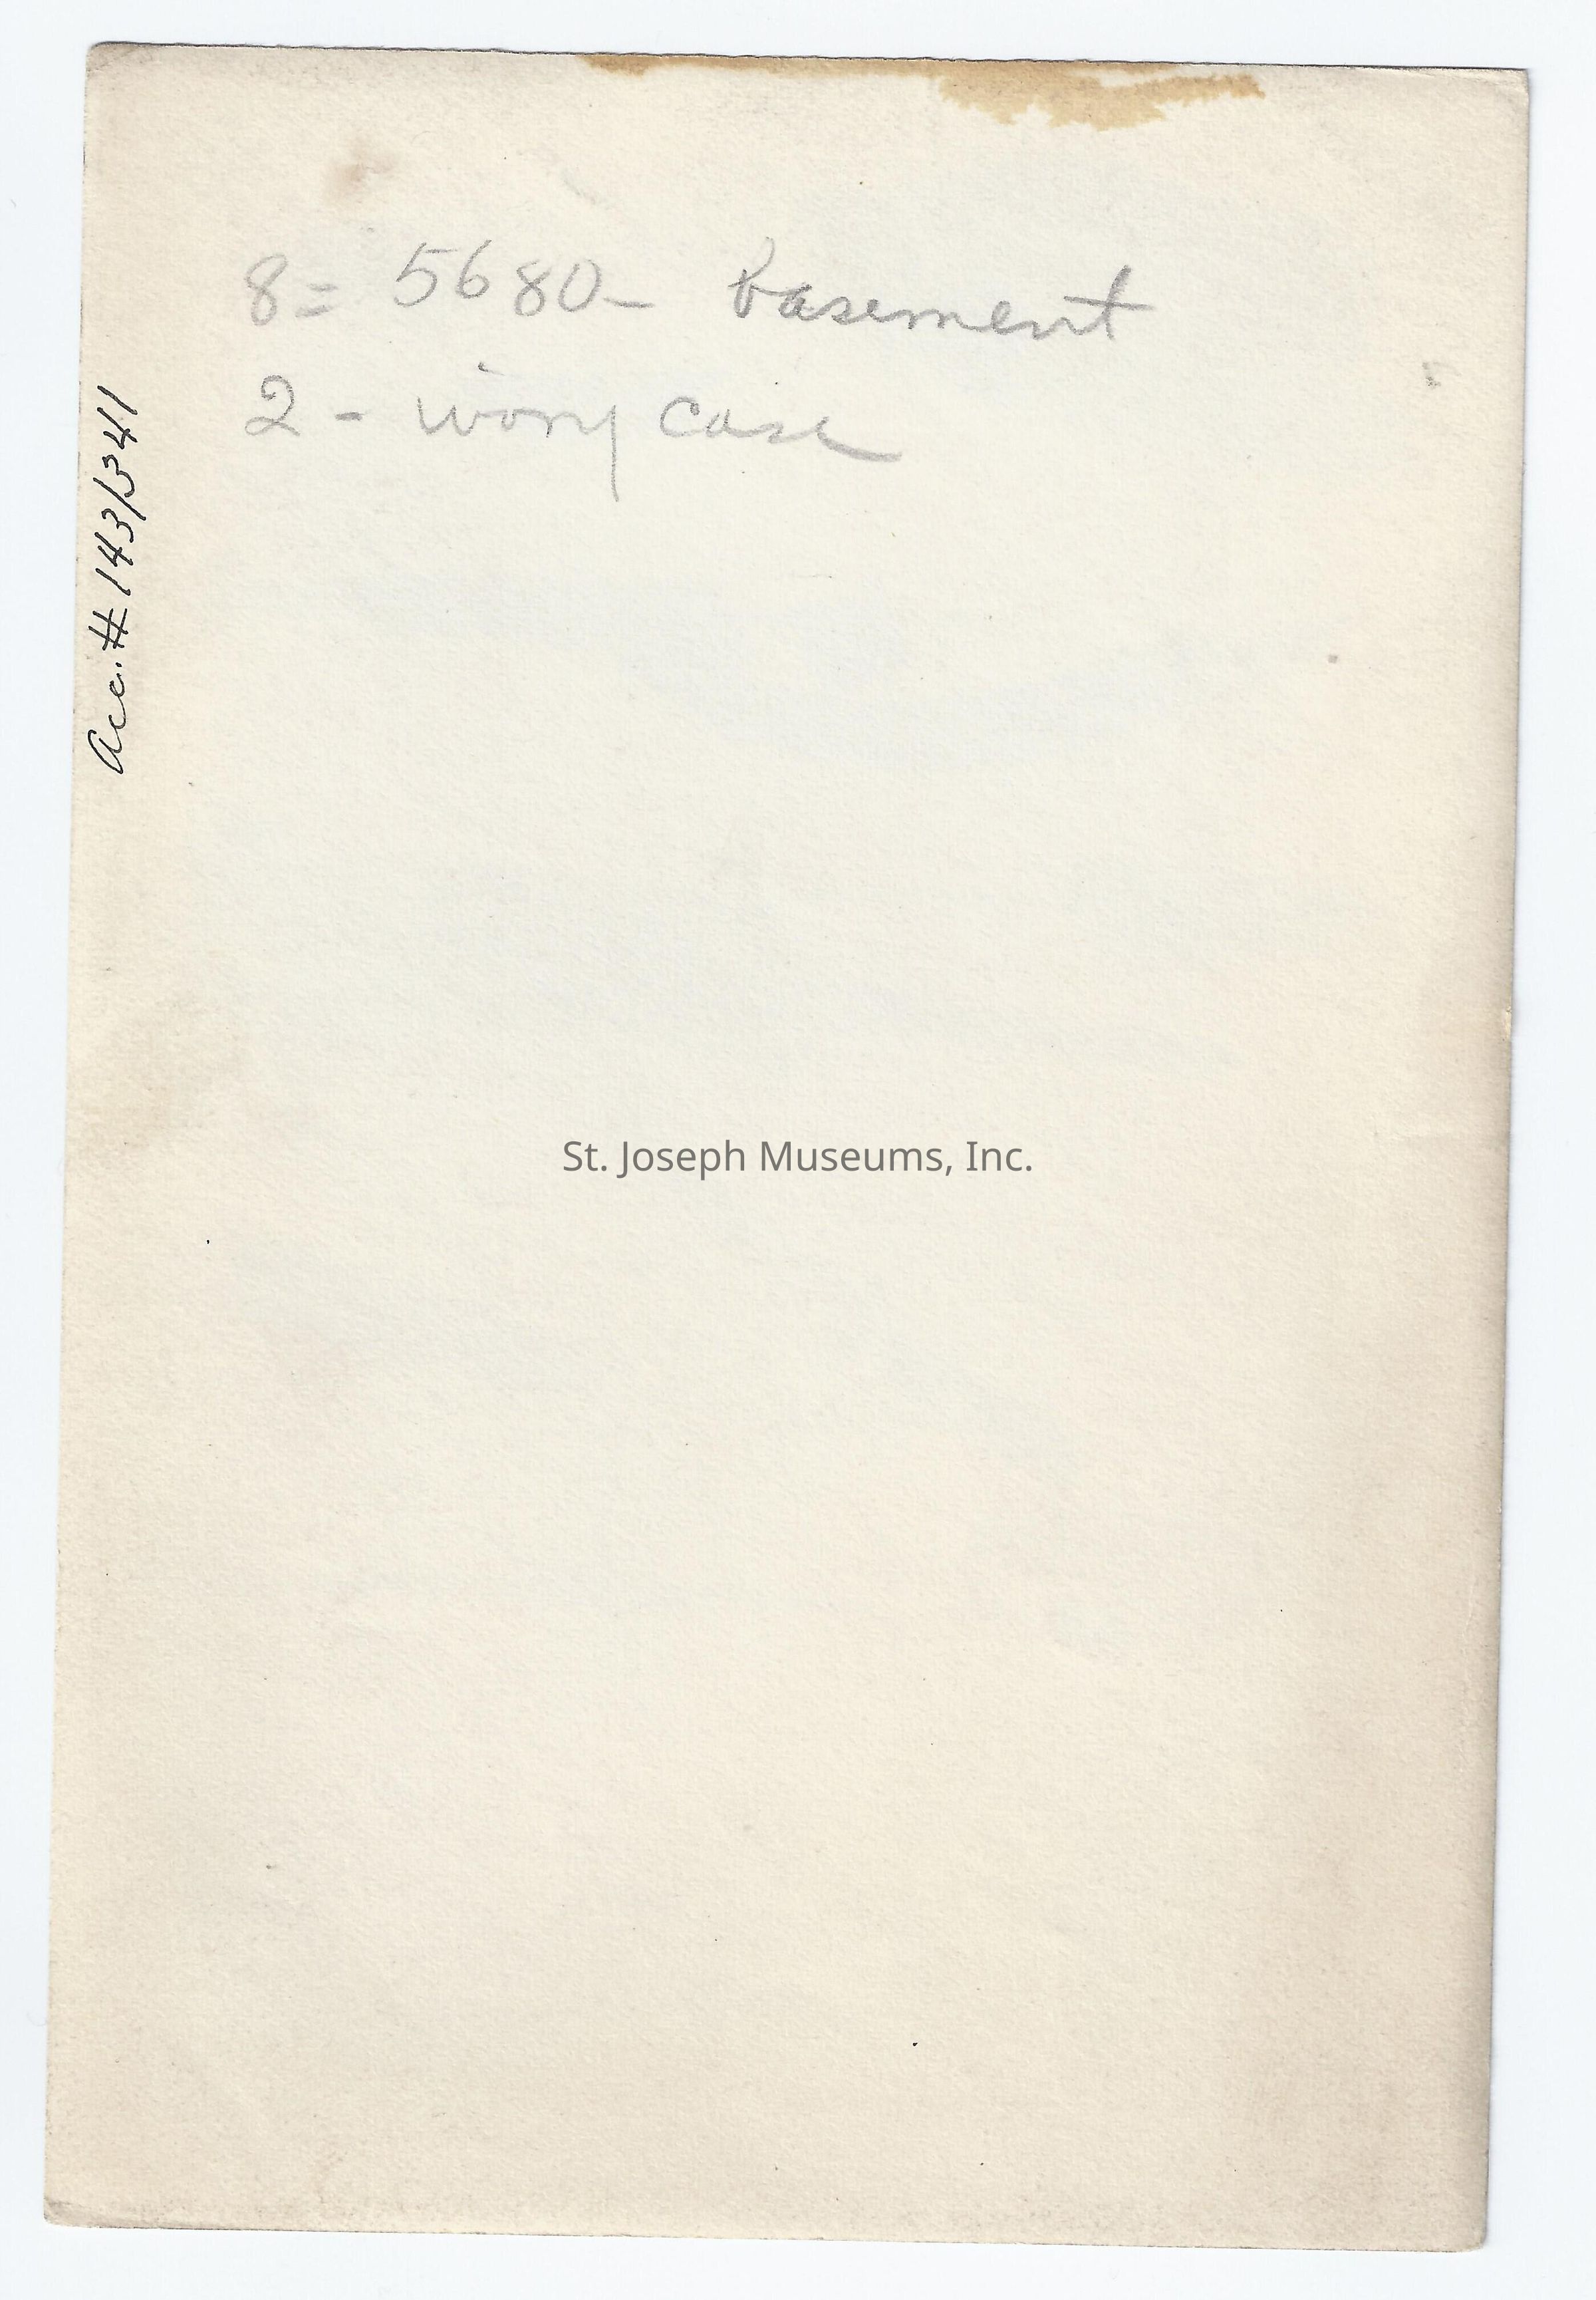 8= 5680- basement
2 - ivory case
Acc. # 143/341
St. Joseph Museums, Inc.